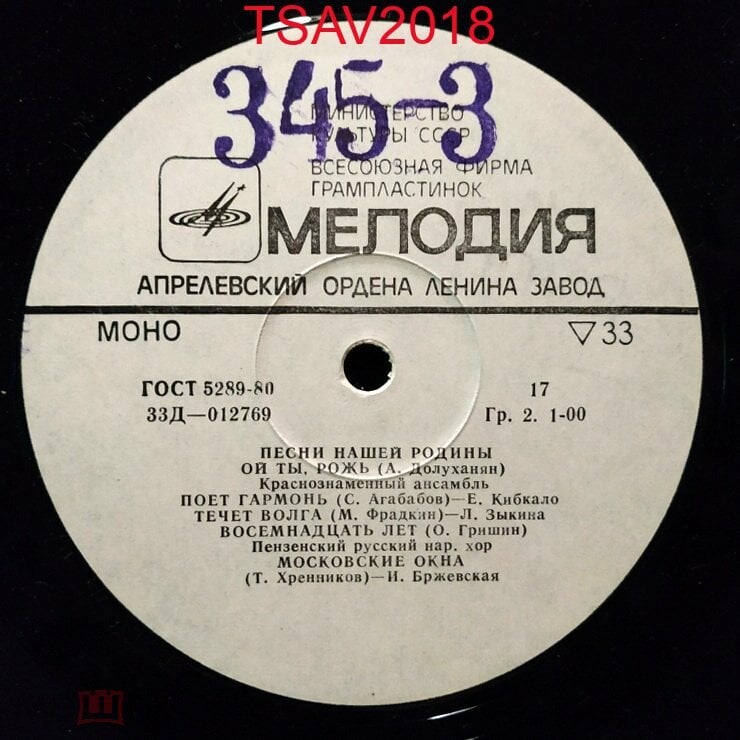 TSAV2018
345-3
МИНИСТЕРСТВО
КУЛЬТУРЫ СССР
ВСЕСОЮЗНАЯ ФИРМА
ГРАМПЛАСТИНОК
МЕЛОДИЯ
АПРЕЛЕВСКИЙ ОРДЕНА ЛЕНИНА ЗАВОД
МОНО ▽33
ГОСТ 5289-80 17
33Д—012769 Гр. 2. 1-00
ПЕСНИ НАШЕЙ РОДИНЫ
ОЙ ТЫ, РОЖЬ (А. Долуханян)
Краснознаменный ансамбль
ПОЕТ ГАРМОНЬ (С. Агабабов)—Е. Кибкало
ТЕЧЕТ ВОЛГА (М. Фрадкин)—Л. Зыкина
ВОСЕМНАДЦАТЬ ЛЕТ (О. Гришин)
Пензенский русский нар. хор
МОСКОВСКИЕ ОКНА
(Т. Хренников)—И. Бржевская